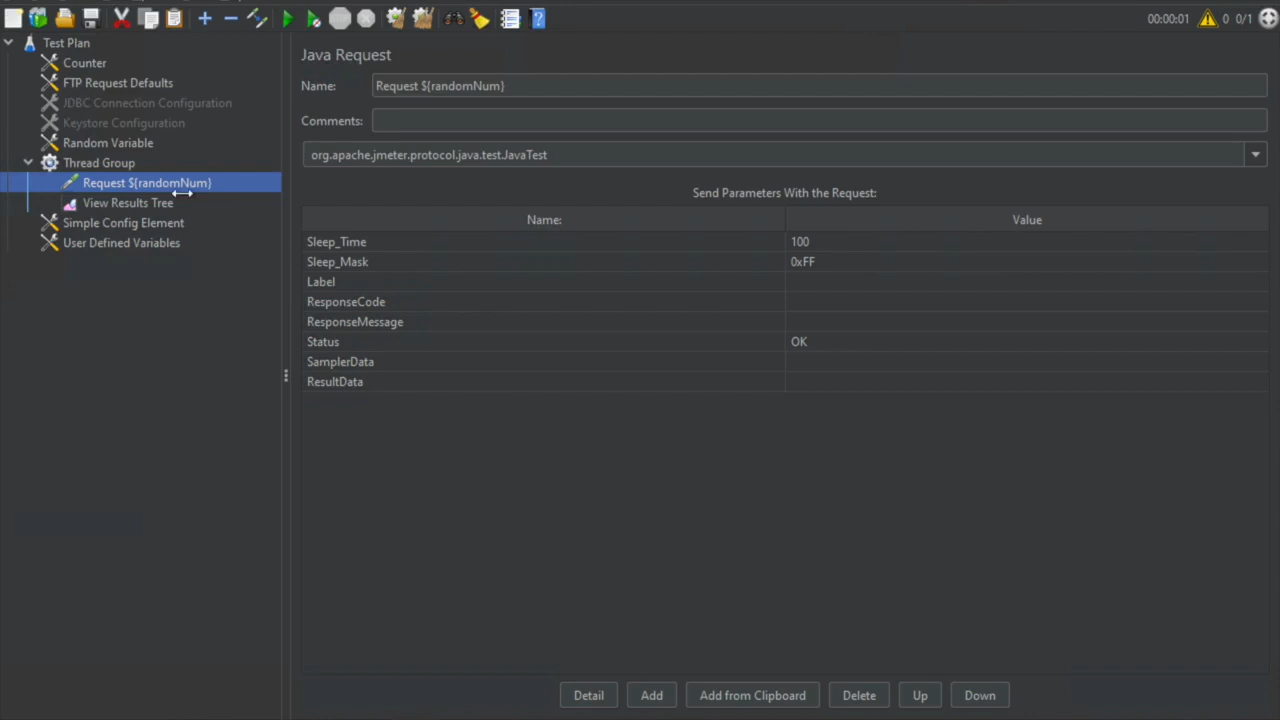 00:00:01 0 0/1
Test Plan
Counter
FTP Request Defaults
JDBC Connection Configuration
Keystore Configuration
Random Variable
Thread Group
Request ${randomNum}
View Results Tree
Simple Config Element
User Defined Variables
Java Request
Name: Request ${randomNum}
Comments:
org.apache.jmeter.protocol.java.test.JavaTest
Send Parameters With the Request:
Name: Value
Sleep_Time 100
Sleep_Mask 0xFF
Label
ResponseCode
ResponseMessage
Status OK
SamplerData
ResultData
Detail Add Add from Clipboard Delete Up Down